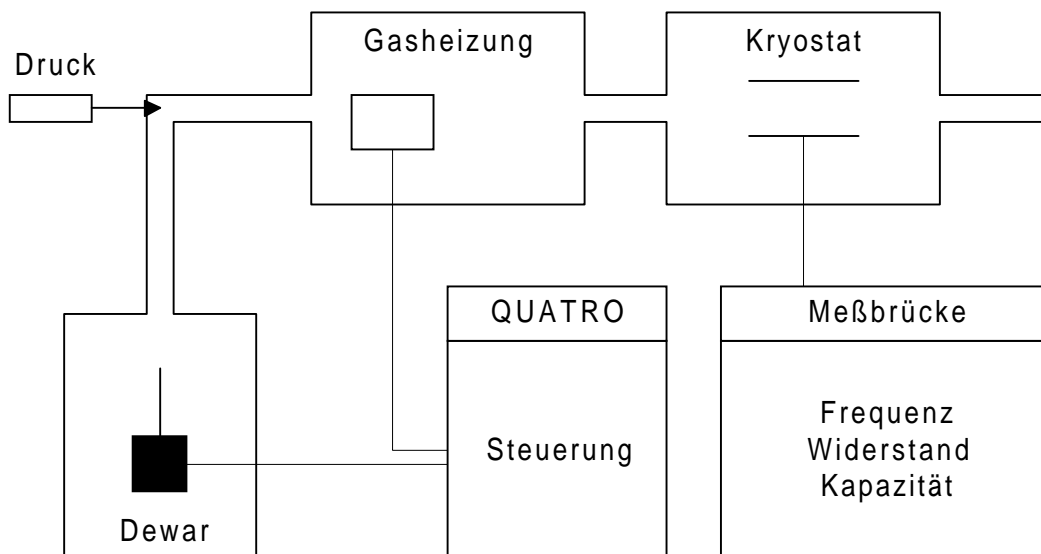 Gasheizung
Kryostat
Druck
QUATRO
Meßbrücke
Steuerung
Frequenz
Widerstand
Kapazität
Dewar